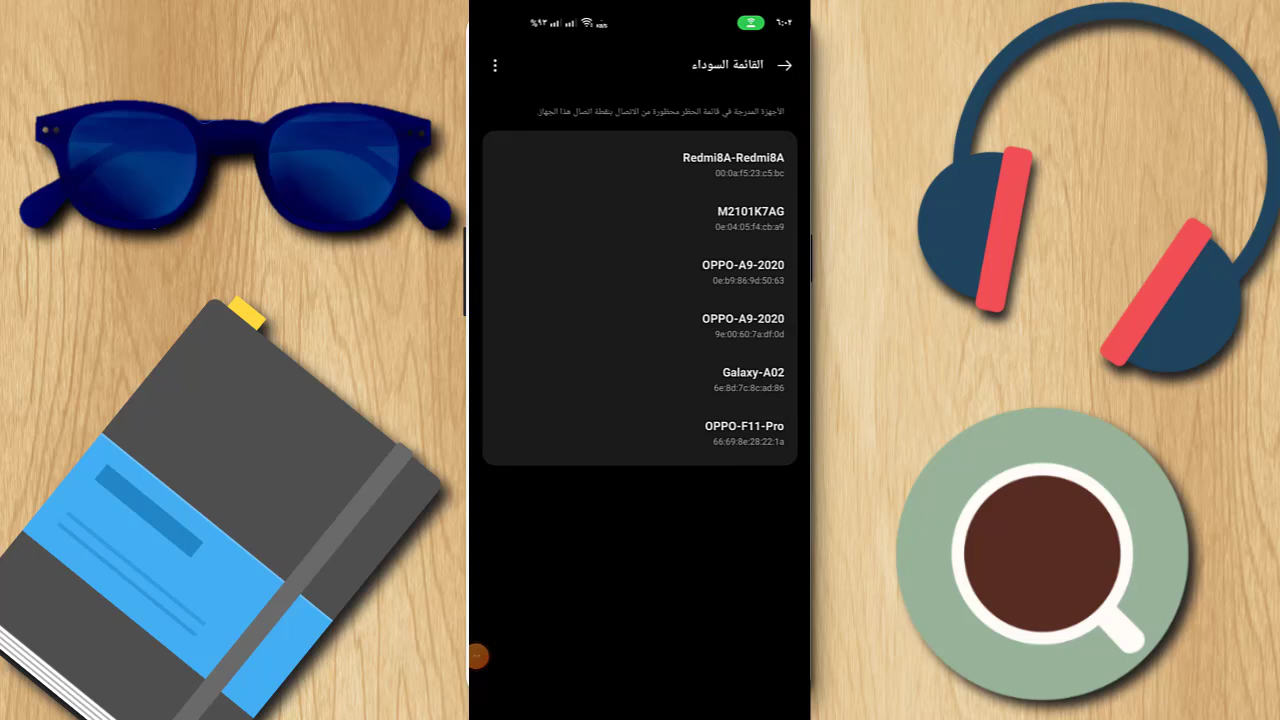 ٦:٠٢
%٩٣
القائمة السوداء
الأجهزة المدرجة في قائمة الحظر محظورة من الاتصال بنقطة اتصال هذا الجهاز.
Redmi8A-Redmi8A
00:0a:f5:23:c5:bc
M2101K7AG
0e:04:05:f4:cb:a9
OPPO-A9-2020
0e:b9:86:9d:50:63
OPPO-A9-2020
9e:00:60:7a:df:0d
Galaxy-A02
6e:8d:7c:8c:ad:86
OPPO-F11-Pro
66:69:8e:28:22:1a